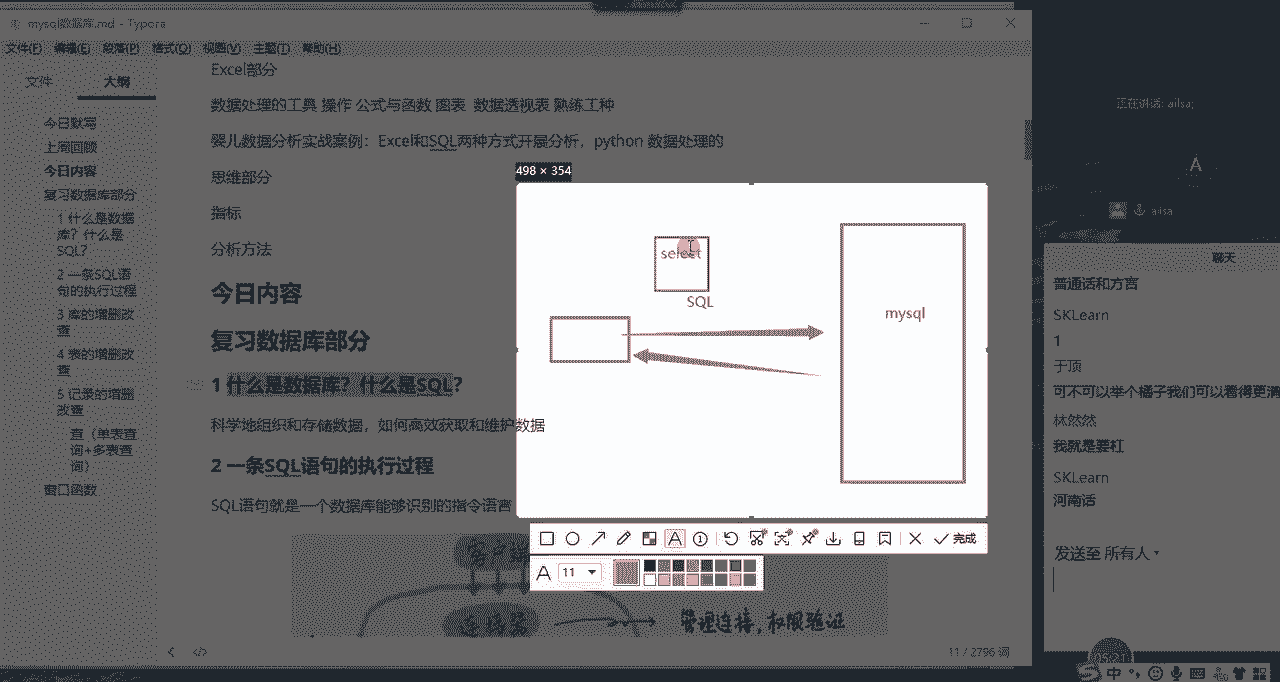 mysql数据库.md - Typora
文件(F) 编辑(E) 段落(P) 格式(O) 视图(V) 主题(T) 帮助(H)
文件 大纲
今日默写
上周回顾
今日内容
复习数据库部分
1 什么是数据
库？什么是
SQL？
2 一条SQL语
句的执行过程
3 库的增删改
查
4 表的增删改
查
5 记录的增删
改查
查（单表查
询+多表查
询）
窗口函数
Excel部分
数据处理的工具 操作 公式与函数 图表 数据透视表 熟练工种
婴儿数据分析实战案例：Excel和SQL两种方式开展分析，python 数据处理的
思维部分
指标
分析方法
今日内容
复习数据库部分
1 什么是数据库？什么是SQL？
科学地组织和存储数据，如何高效获取和维护数据
2 一条SQL语句的执行过程
SQL语句就是一个数据库能够识别的指令语言
客户端
连接器
管理连接，权限验证
11 / 2796 词
498 × 354
select
SQL
mysql
完成
11
正在讲话: ailsa;
A
ailsa
聊天
普通话和方言
SKLearn
1
于顶
可不可以举个橘子我们可以看得更清
林然然
我就是要杠
SKLearn
河南话
发送至 所有人
05:21
中